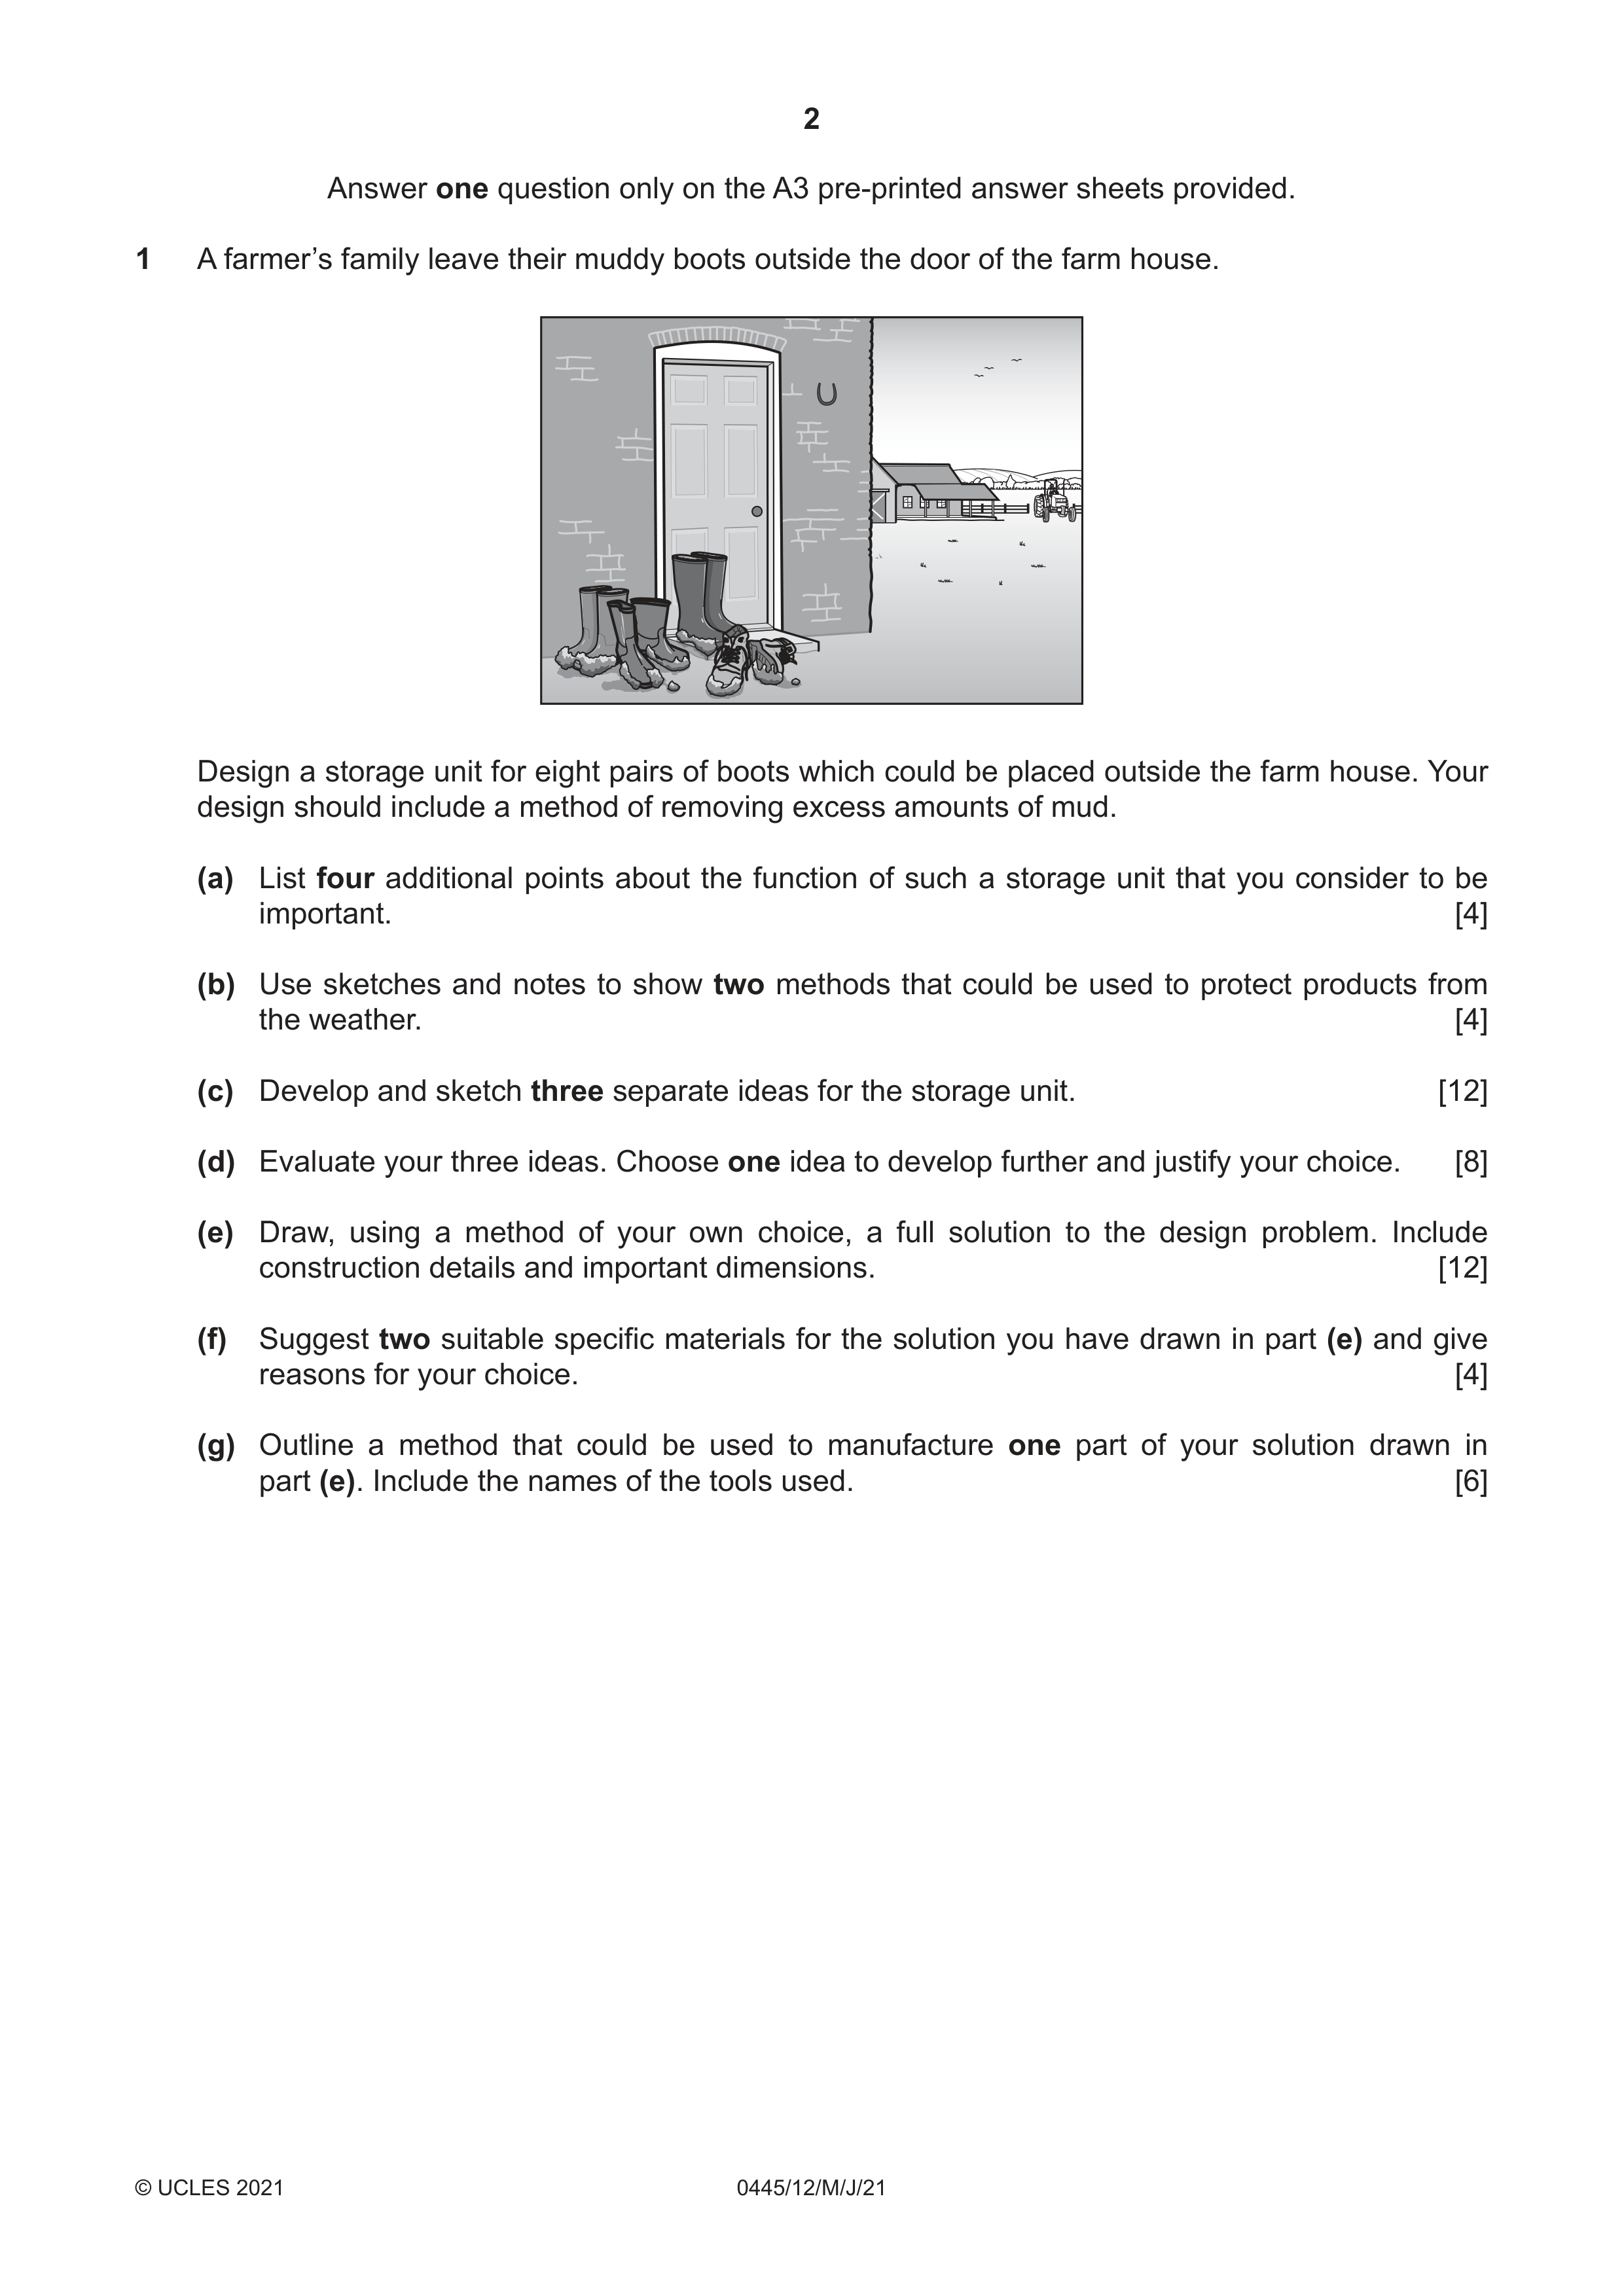 2
Answer one question only on the A3 pre-printed answer sheets provided.
1 A farmer’s family leave their muddy boots outside the door of the farm house.
Design a storage unit for eight pairs of boots which could be placed outside the farm house. Your
design should include a method of removing excess amounts of mud.
(a) List four additional points about the function of such a storage unit that you consider to be
important. [4]
(b) Use sketches and notes to show two methods that could be used to protect products from
the weather. [4]
(c) Develop and sketch three separate ideas for the storage unit. [12]
(d) Evaluate your three ideas. Choose one idea to develop further and justify your choice. [8]
(e) Draw, using a method of your own choice, a full solution to the design problem. Include
construction details and important dimensions. [12]
(f) Suggest two suitable specific materials for the solution you have drawn in part (e) and give
reasons for your choice. [4]
(g) Outline a method that could be used to manufacture one part of your solution drawn in
part (e). Include the names of the tools used. [6]
© UCLES 2021 0445/12/M/J/21